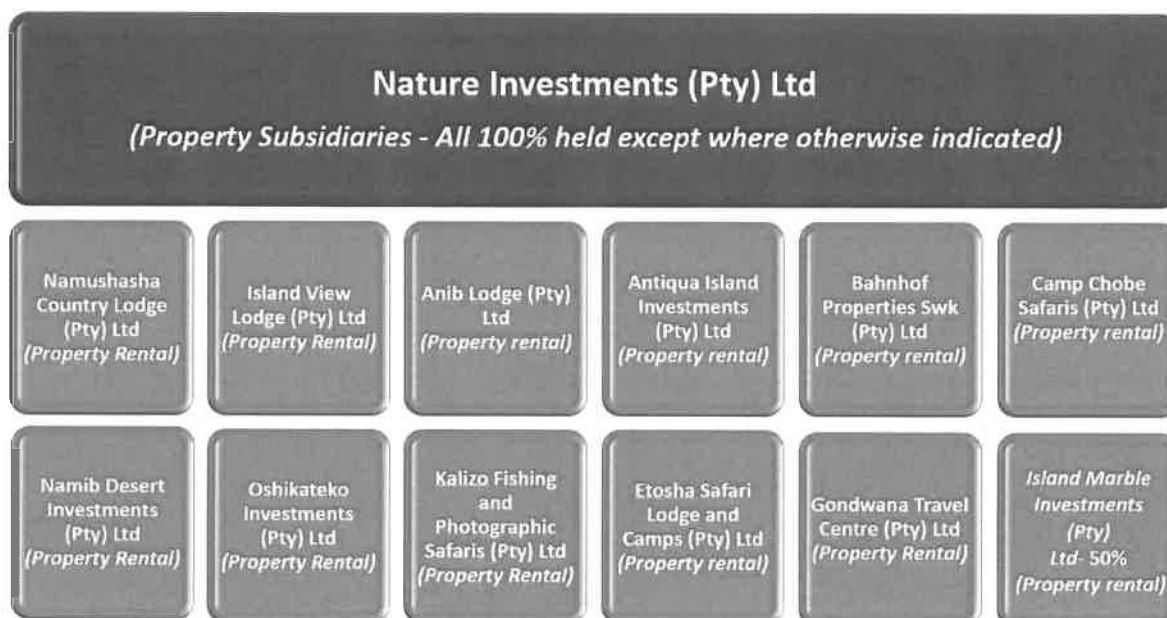 Nature Investments (Pty) Ltd
(Property Subsidiaries - All 100% held except where otherwise indicated)
Namushasha
Country Lodge
(Pty) Ltd
(Property Rental)
Island View
Lodge (Pty) Ltd
(Property Rental)
Anib Lodge (Pty)
Ltd
(Property rental)
Antiqua Island
Investments
(Pty) Ltd
(Property rental)
Bahnhof
Properties Swk
(Pty) Ltd
(Property rental)
Camp Chobe
Safaris (Pty) Ltd
(Property rental)
Namib Desert
Investments
(Pty) Ltd
(Property Rental)
Oshikateko
Investments
(Pty) Ltd
(Property Rental)
Kalizo Fishing
and
Photographic
Safaris (Pty) Ltd
(Property Rental)
Etosha Safari
Lodge and
Camps (Pty) Ltd
(Property rental)
Gondwana Travel
Centre (Pty) Ltd
(Property Rental)
Island Marble
Investments
(Pty)
Ltd- 50%
(Property rental)